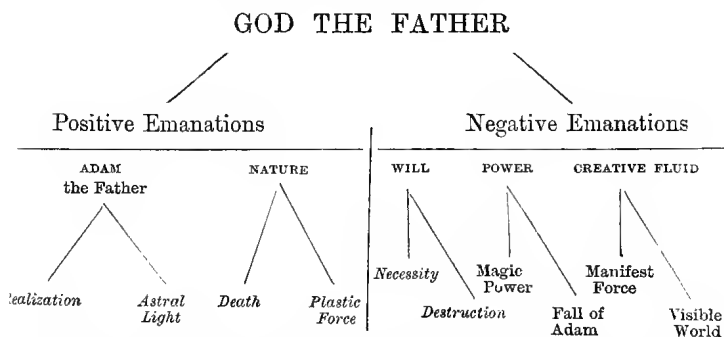 GOD THE FATHER
Positive Emanations
Negative Emanations
ADAM
the Father
NATURE
WILL
POWER
CREATIVE FLUID
Necessity
Magic
Power
Manifest
Force
ealization
Astral
Light
Death
Plastic
Force
Destruction
Fall of
Adam
Visible
World